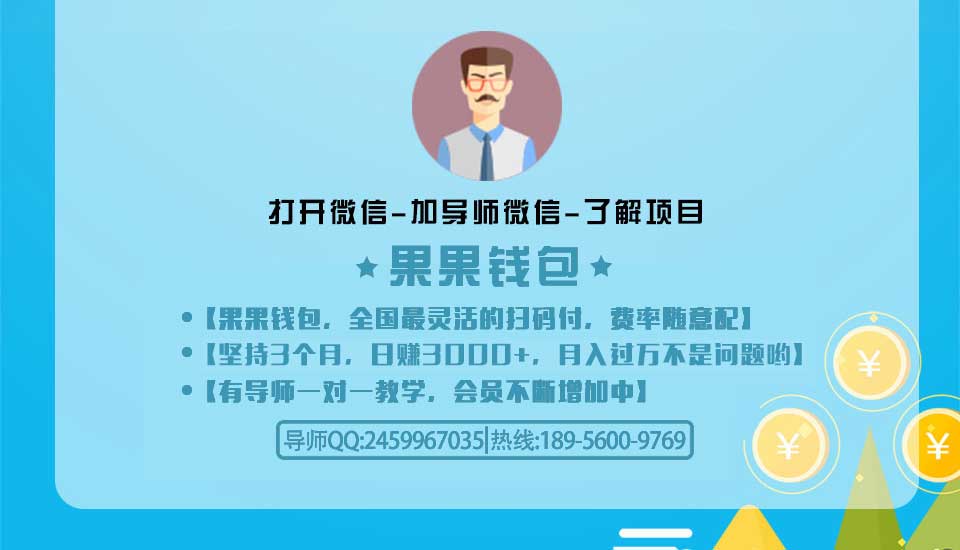 打开微信-加导师微信-了解项目
★果果钱包★
•【果果钱包，全国最灵活的扫码付，费率随意配】
•【坚持3个月，日赚3000+，月入过万不是问题哟】
•【有导师一对一教学，会员不断增加中】
导师QQ:2459967035|热线:189-5600-9769
¥
¥
¥